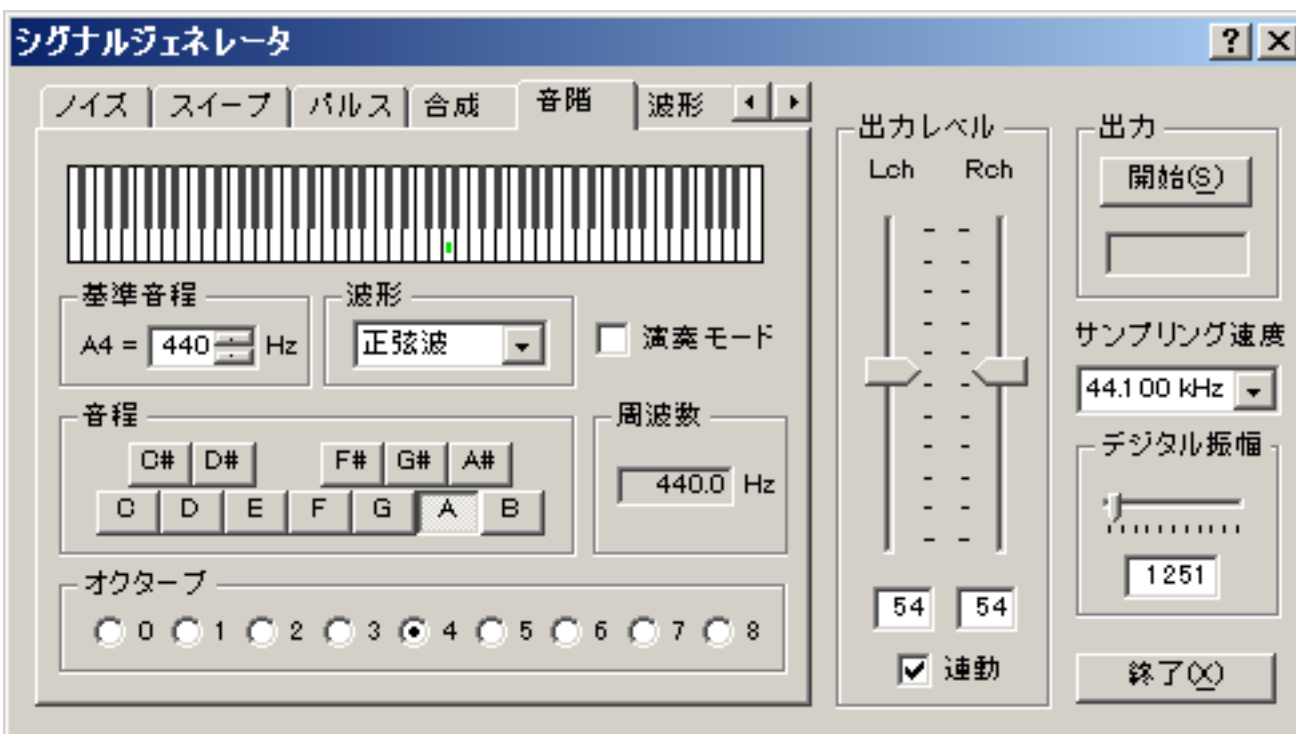 シグナルジェネレータ
ノイズ スイープ パルス 合成 音階 波形
基準音程
A4 = 440 Hz
波形
正弦波
演奏モード
音程
C# D# F# G# A#
C D E F G A B
周波数
440.0 Hz
オクターブ
0 1 2 3 4 5 6 7 8
出力レベル
Lch Rch
54 54
連動
出力
開始(S)
サンプリング速度
44.100 kHz
デジタル振幅
1251
終了(X)